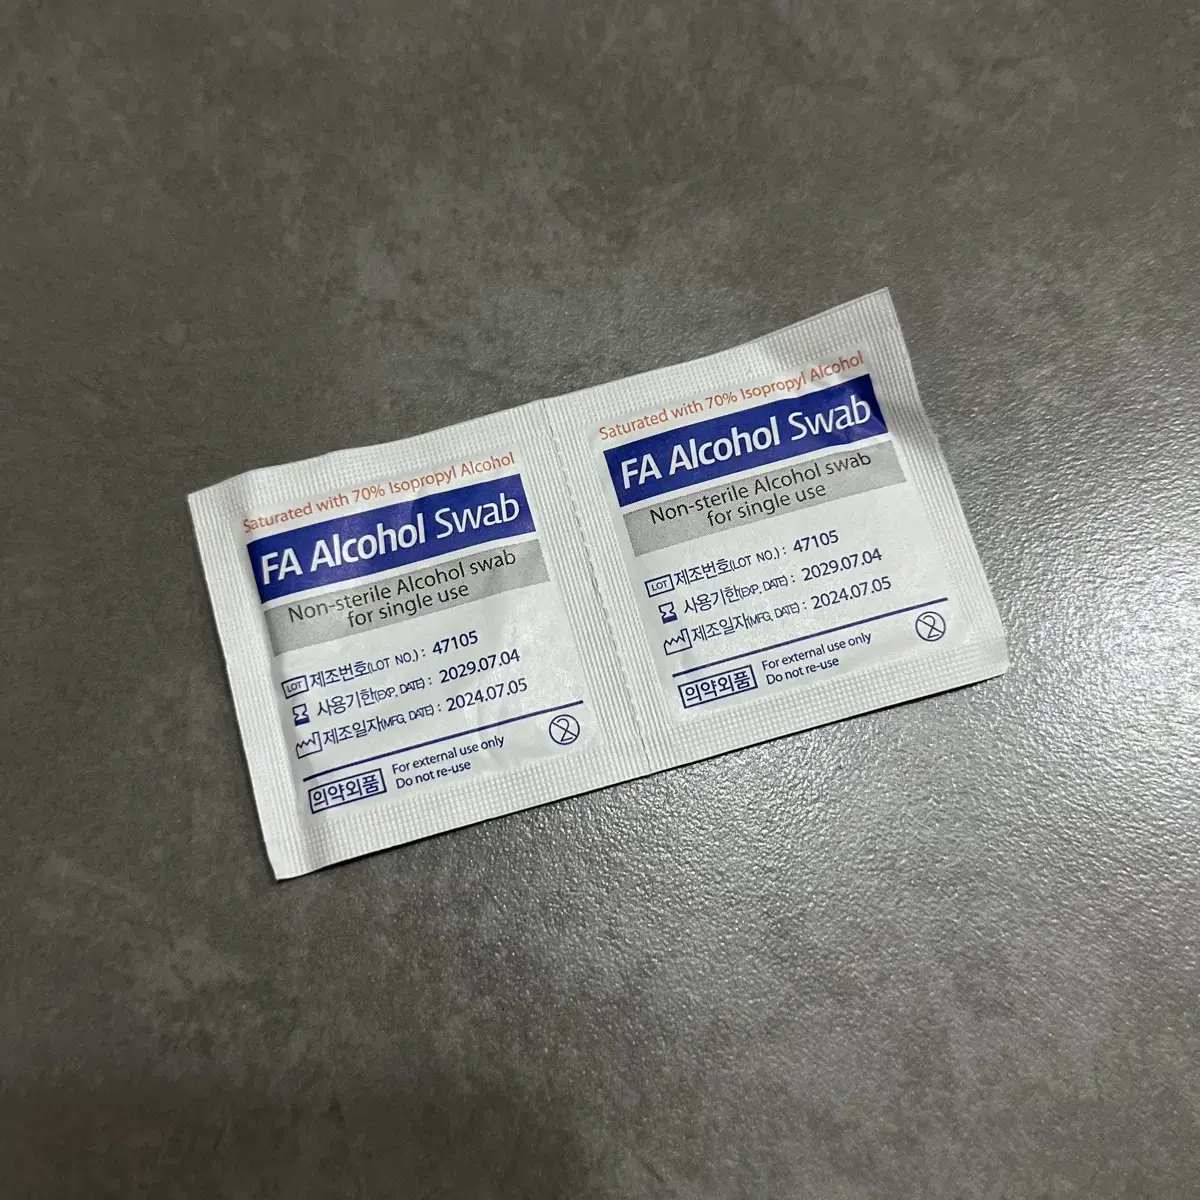 Saturated with 70% Isopropyl Alcohol
FA Alcohol Swab
Non-sterile Alcohol swab
for single use
LOT 제조번호(LOT NO.) : 47105
사용기한(EXP. DATE) : 2029.07.04
제조일자(MFG. DATE) : 2024.07.05
의약외품
For external use only
Do not re-use
2
Saturated with 70% Isopropyl Alcohol
FA Alcohol Swab
Non-sterile Alcohol swab
for single use
LOT 제조번호(LOT NO.) : 47105
사용기한(EXP. DATE) : 2029.07.04
제조일자(MFG. DATE) : 2024.07.05
의약외품
For external use only
Do not re-use
2